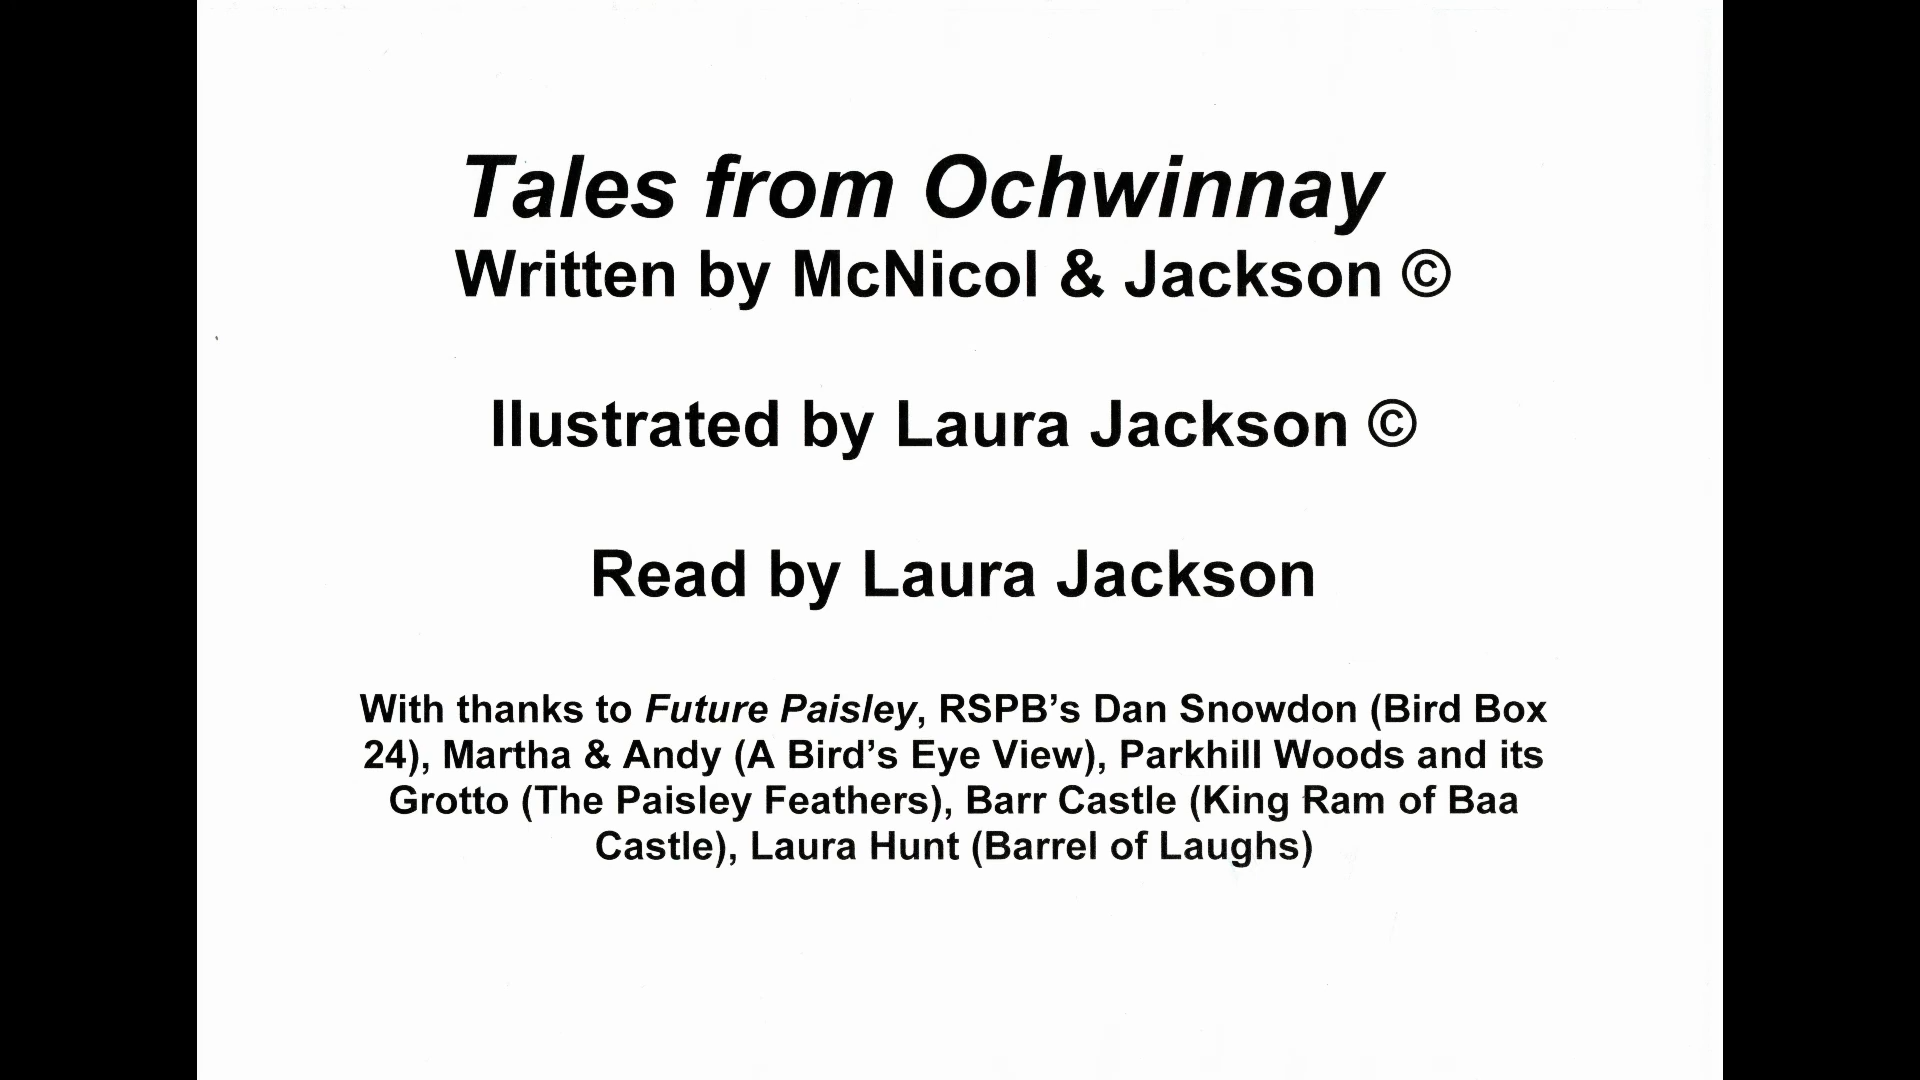 Tales from Ochwinnay
Written by McNicol & Jackson ©
Ilustrated by Laura Jackson ©
Read by Laura Jackson
With thanks to Future Paisley, RSPB’s Dan Snowdon (Bird Box
24), Martha & Andy (A Bird’s Eye View), Parkhill Woods and its
Grotto (The Paisley Feathers), Barr Castle (King Ram of Baa
Castle), Laura Hunt (Barrel of Laughs)